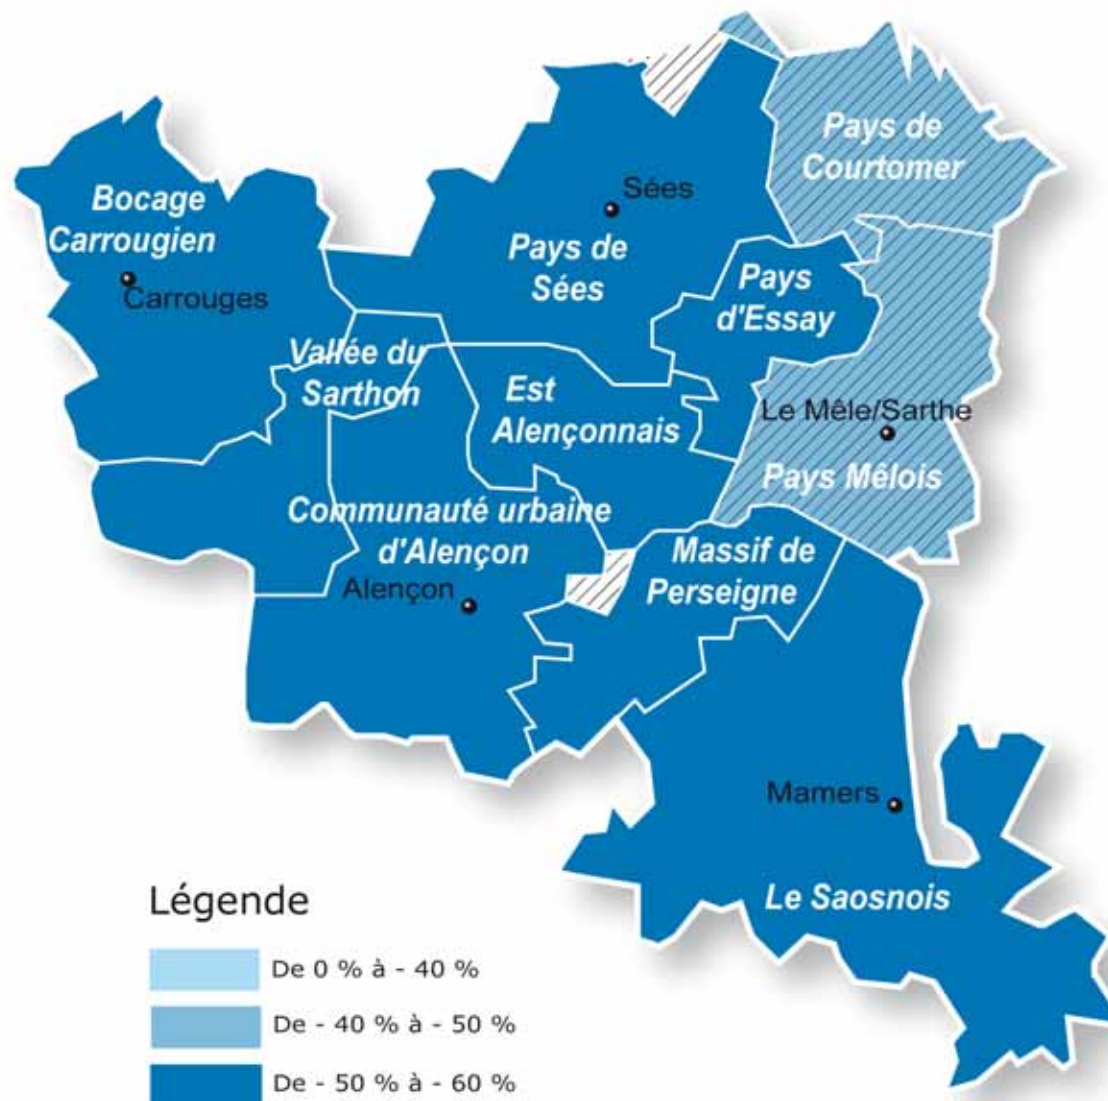 Pays de
Courtomer
Bocage
Carrougien
Carrouges
Sées
Pays de
Sées
Pays
d'Essay
Vallée du
Sarthon
Est
Alençonnais
Le Mêle/Sarthe
Pays Mêlois
Communauté urbaine
d'Alençon
Alençon
Massif de
Perseigne
Mamers
Le Saosnois
Légende
De 0 % à - 40 %
De - 40 % à - 50 %
De - 50 % à - 60 %